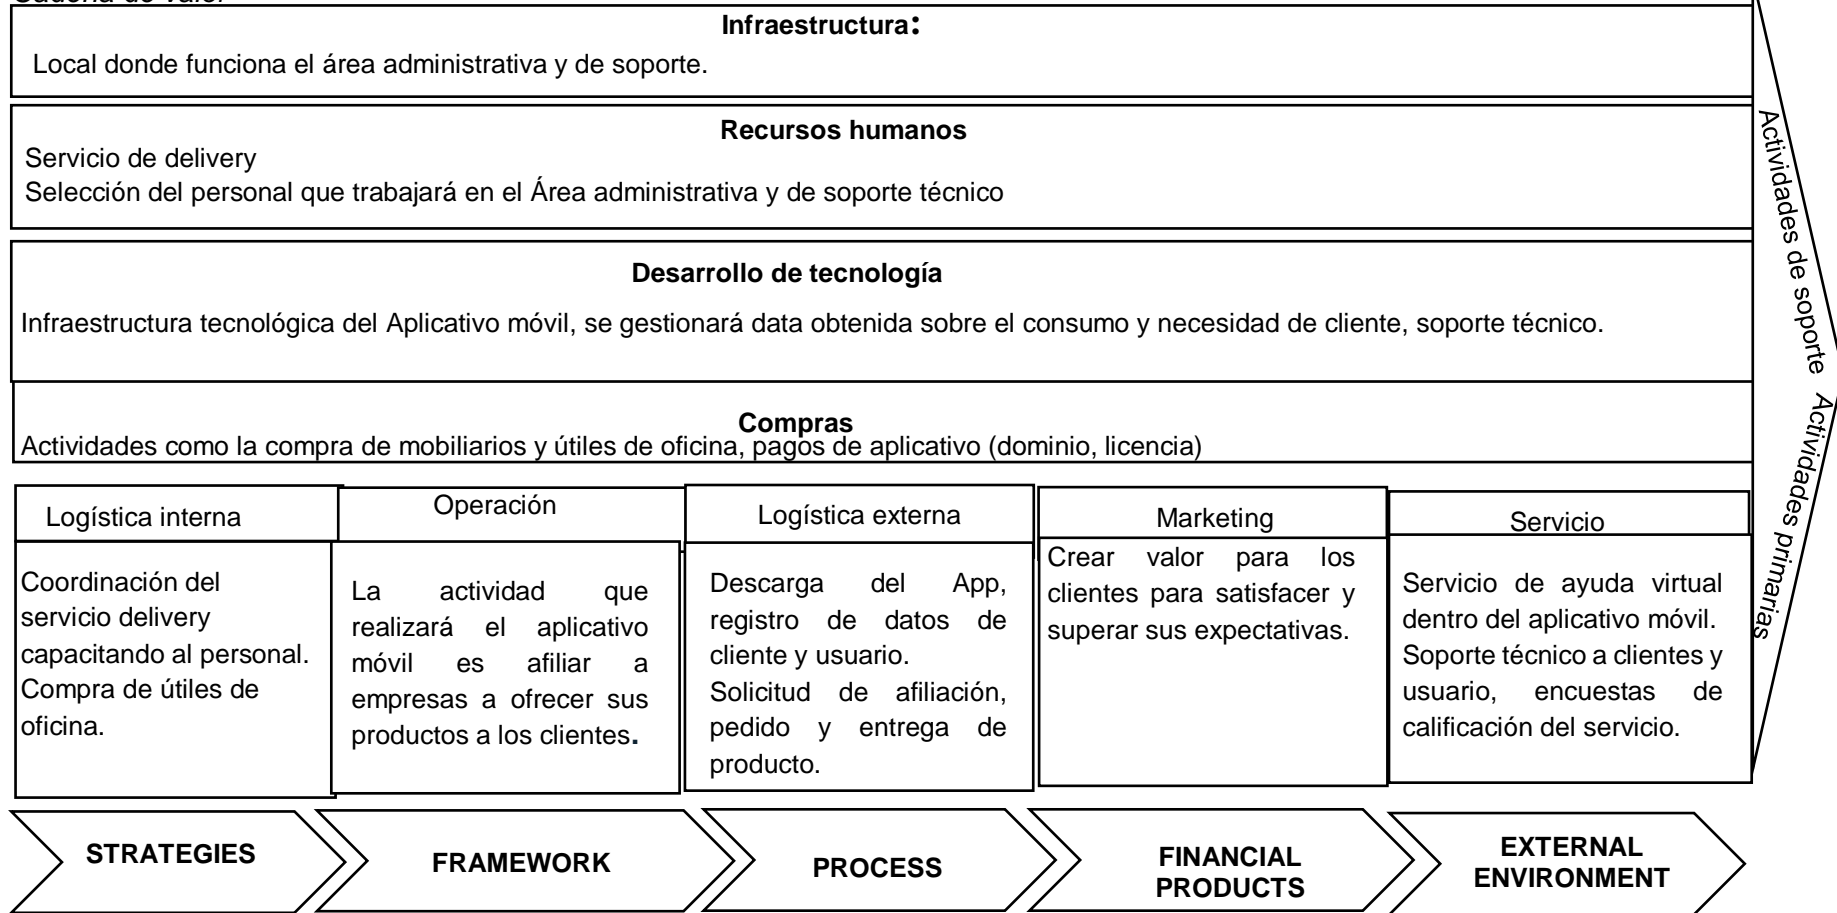 Cadena de valor
Infraestructura:
Local donde funciona el área administrativa y de soporte.
Recursos humanos
Servicio de delivery
Selección del personal que trabajará en el Área administrativa y de soporte técnico
Desarrollo de tecnología
Infraestructura tecnológica del Aplicativo móvil, se gestionará data obtenida sobre el consumo y necesidad de cliente, soporte técnico.
Compras
Actividades como la compra de mobiliarios y útiles de oficina, pagos de aplicativo (dominio, licencia)
Actividades de soporte
Actividades primarias
Logística interna
Coordinación del
servicio delivery
capacitando al personal.
Compra de útiles de
oficina.
Operación
La actividad que
realizará el aplicativo
móvil es afiliar a
empresas a ofrecer sus
productos a los clientes.
Logística externa
Descarga del App,
registro de datos de
cliente y usuario.
Solicitud de afiliación,
pedido y entrega de
producto.
Marketing
Crear valor para los
clientes para satisfacer y
superar sus expectativas.
Servicio
Servicio de ayuda virtual
dentro del aplicativo móvil.
Soporte técnico a clientes y
usuario, encuestas de
calificación del servicio.
STRATEGIES
FRAMEWORK
PROCESS
FINANCIAL
PRODUCTS
EXTERNAL
ENVIRONMENT